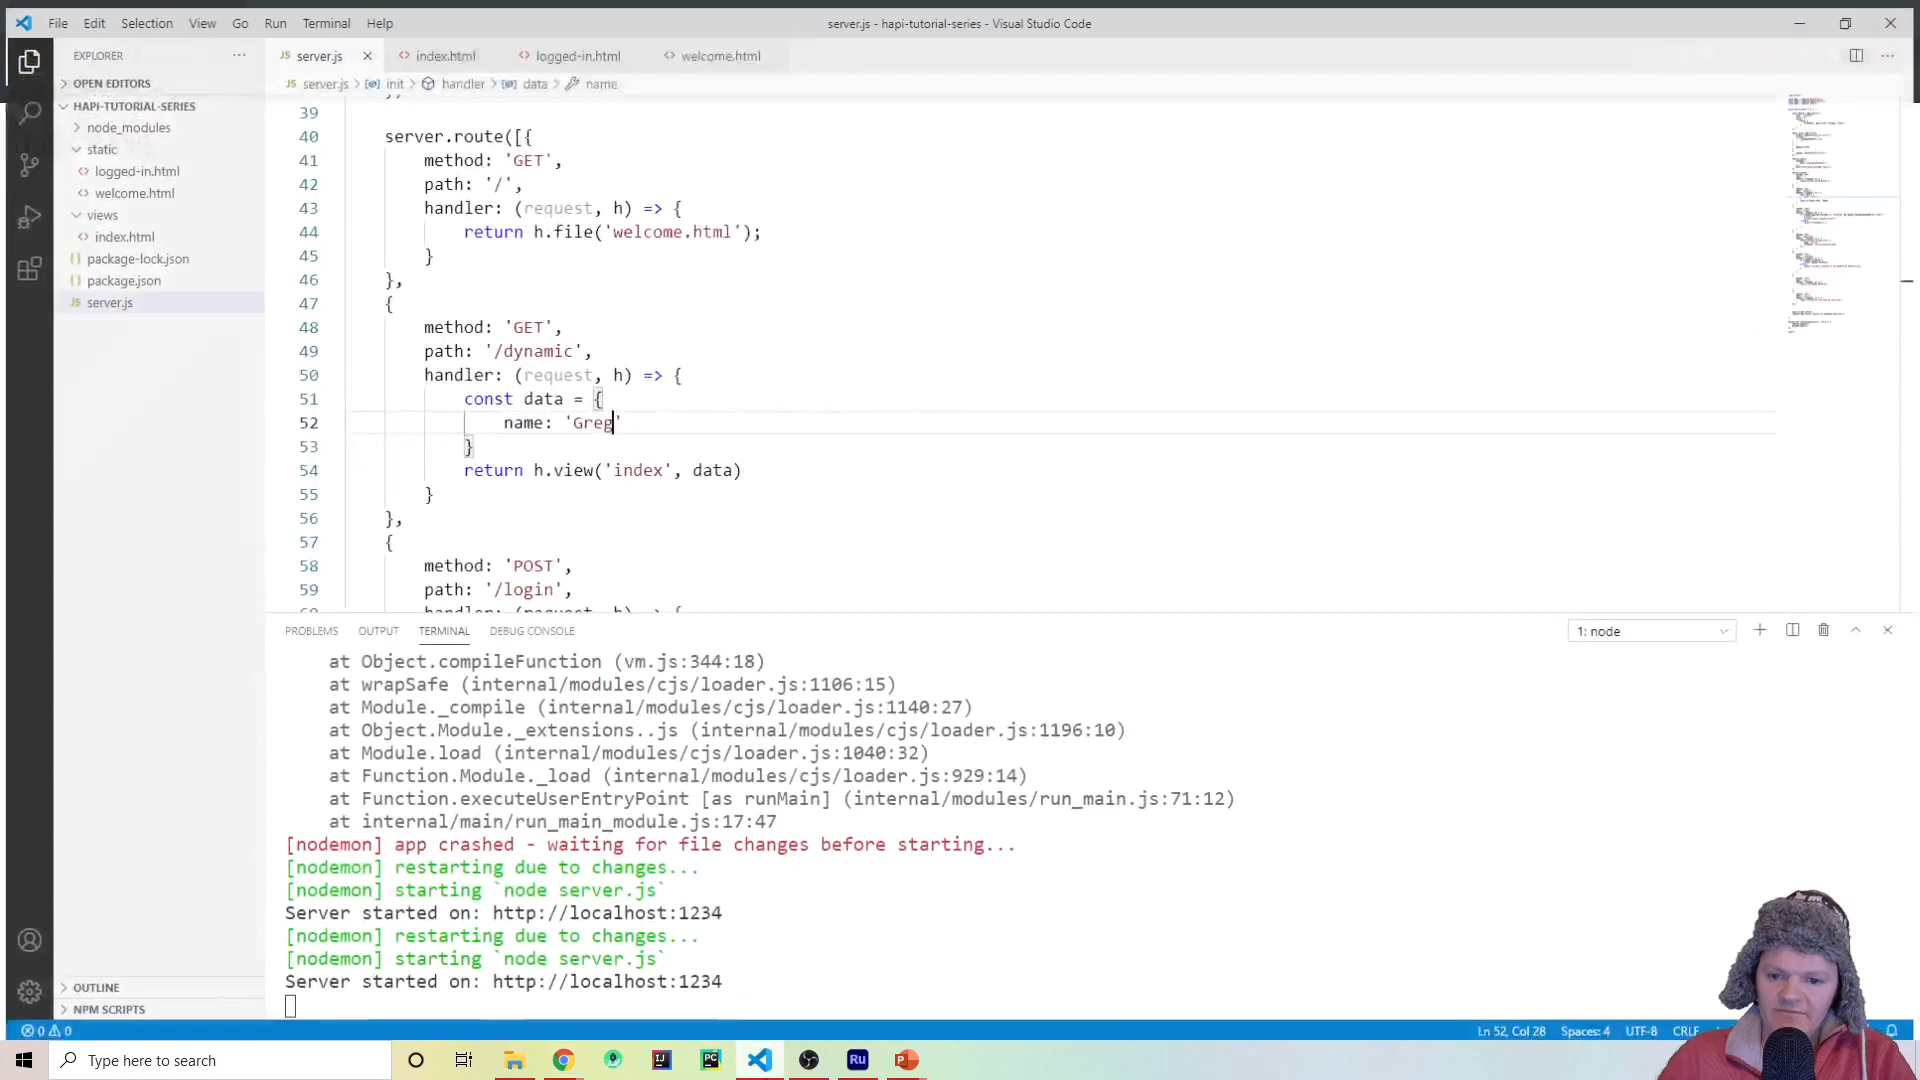 File Edit Selection View Go Run Terminal Help
server.js - hapi-tutorial-series - Visual Studio Code
EXPLORER
OPEN EDITORS
HAPI-TUTORIAL-SERIES
node_modules
static
logged-in.html
welcome.html
views
index.html
package-lock.json
package.json
server.js
OUTLINE
NPM SCRIPTS
server.js index.html logged-in.html welcome.html
server.js > init > handler > data > name
39
40 server.route([{
41 method: 'GET',
42 path: '/',
43 handler: (request, h) => {
44 return h.file('welcome.html');
45 }
46 },
47 {
48 method: 'GET',
49 path: '/dynamic',
50 handler: (request, h) => {
51 const data = {
52 name: 'Greg'
53 }
54 return h.view('index', data)
55 }
56 },
57 {
58 method: 'POST',
59 path: '/login',
60 handler: (request, h) => {
PROBLEMS OUTPUT TERMINAL DEBUG CONSOLE
1: node
at Object.compileFunction (vm.js:344:18)
at wrapSafe (internal/modules/cjs/loader.js:1106:15)
at Module._compile (internal/modules/cjs/loader.js:1140:27)
at Object.Module._extensions..js (internal/modules/cjs/loader.js:1196:10)
at Module.load (internal/modules/cjs/loader.js:1040:32)
at Function.Module._load (internal/modules/cjs/loader.js:929:14)
at Function.executeUserEntryPoint [as runMain] (internal/modules/run_main.js:71:12)
at internal/main/run_main_module.js:17:47
[nodemon] app crashed - waiting for file changes before starting...
[nodemon] restarting due to changes...
[nodemon] starting `node server.js`
Server started on: http://localhost:1234
[nodemon] restarting due to changes...
[nodemon] starting `node server.js`
Server started on: http://localhost:1234
0 0
Ln 52, Col 28 Spaces: 4 UTF-8 CRLF
Type here to search
IJ PC Ru P